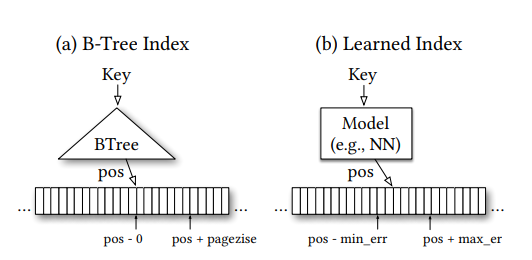 (a) B-Tree Index
Key
BTree
pos
...
...
pos - 0
pos + pagezise
(b) Learned Index
Key
Model
(e.g., NN)
pos
...
...
pos - min_err
pos + max_er